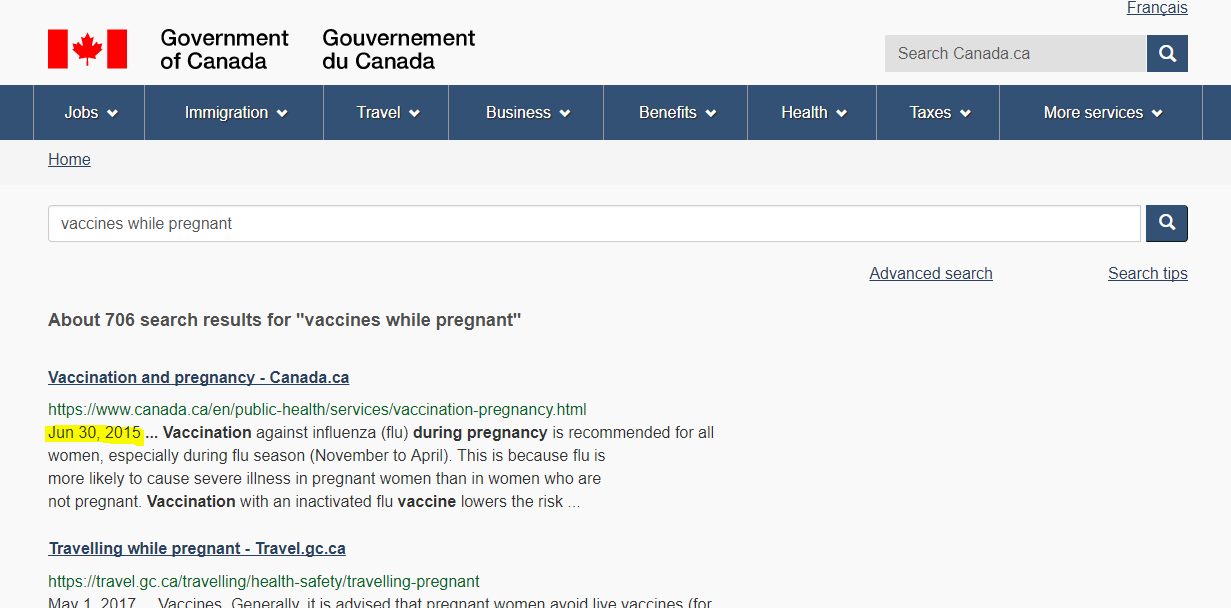 Français
Government of Canada
Gouvernement du Canada
Search Canada.ca
Jobs
Immigration
Travel
Business
Benefits
Health
Taxes
More services
Home
vaccines while pregnant
Advanced search
Search tips
About 706 search results for "vaccines while pregnant"
Vaccination and pregnancy - Canada.ca
https://www.canada.ca/en/public-health/services/vaccination-pregnancy.html
Jun 30, 2015 ... Vaccination against influenza (flu) during pregnancy is recommended for all
women, especially during flu season (November to April). This is because flu is
more likely to cause severe illness in pregnant women than in women who are
not pregnant. Vaccination with an inactivated flu vaccine lowers the risk ...
Travelling while pregnant - Travel.gc.ca
https://travel.gc.ca/travelling/health-safety/travelling-pregnant
May 1, 2017 ... Vaccines. Generally, it is advised that pregnant women avoid live vaccines (for